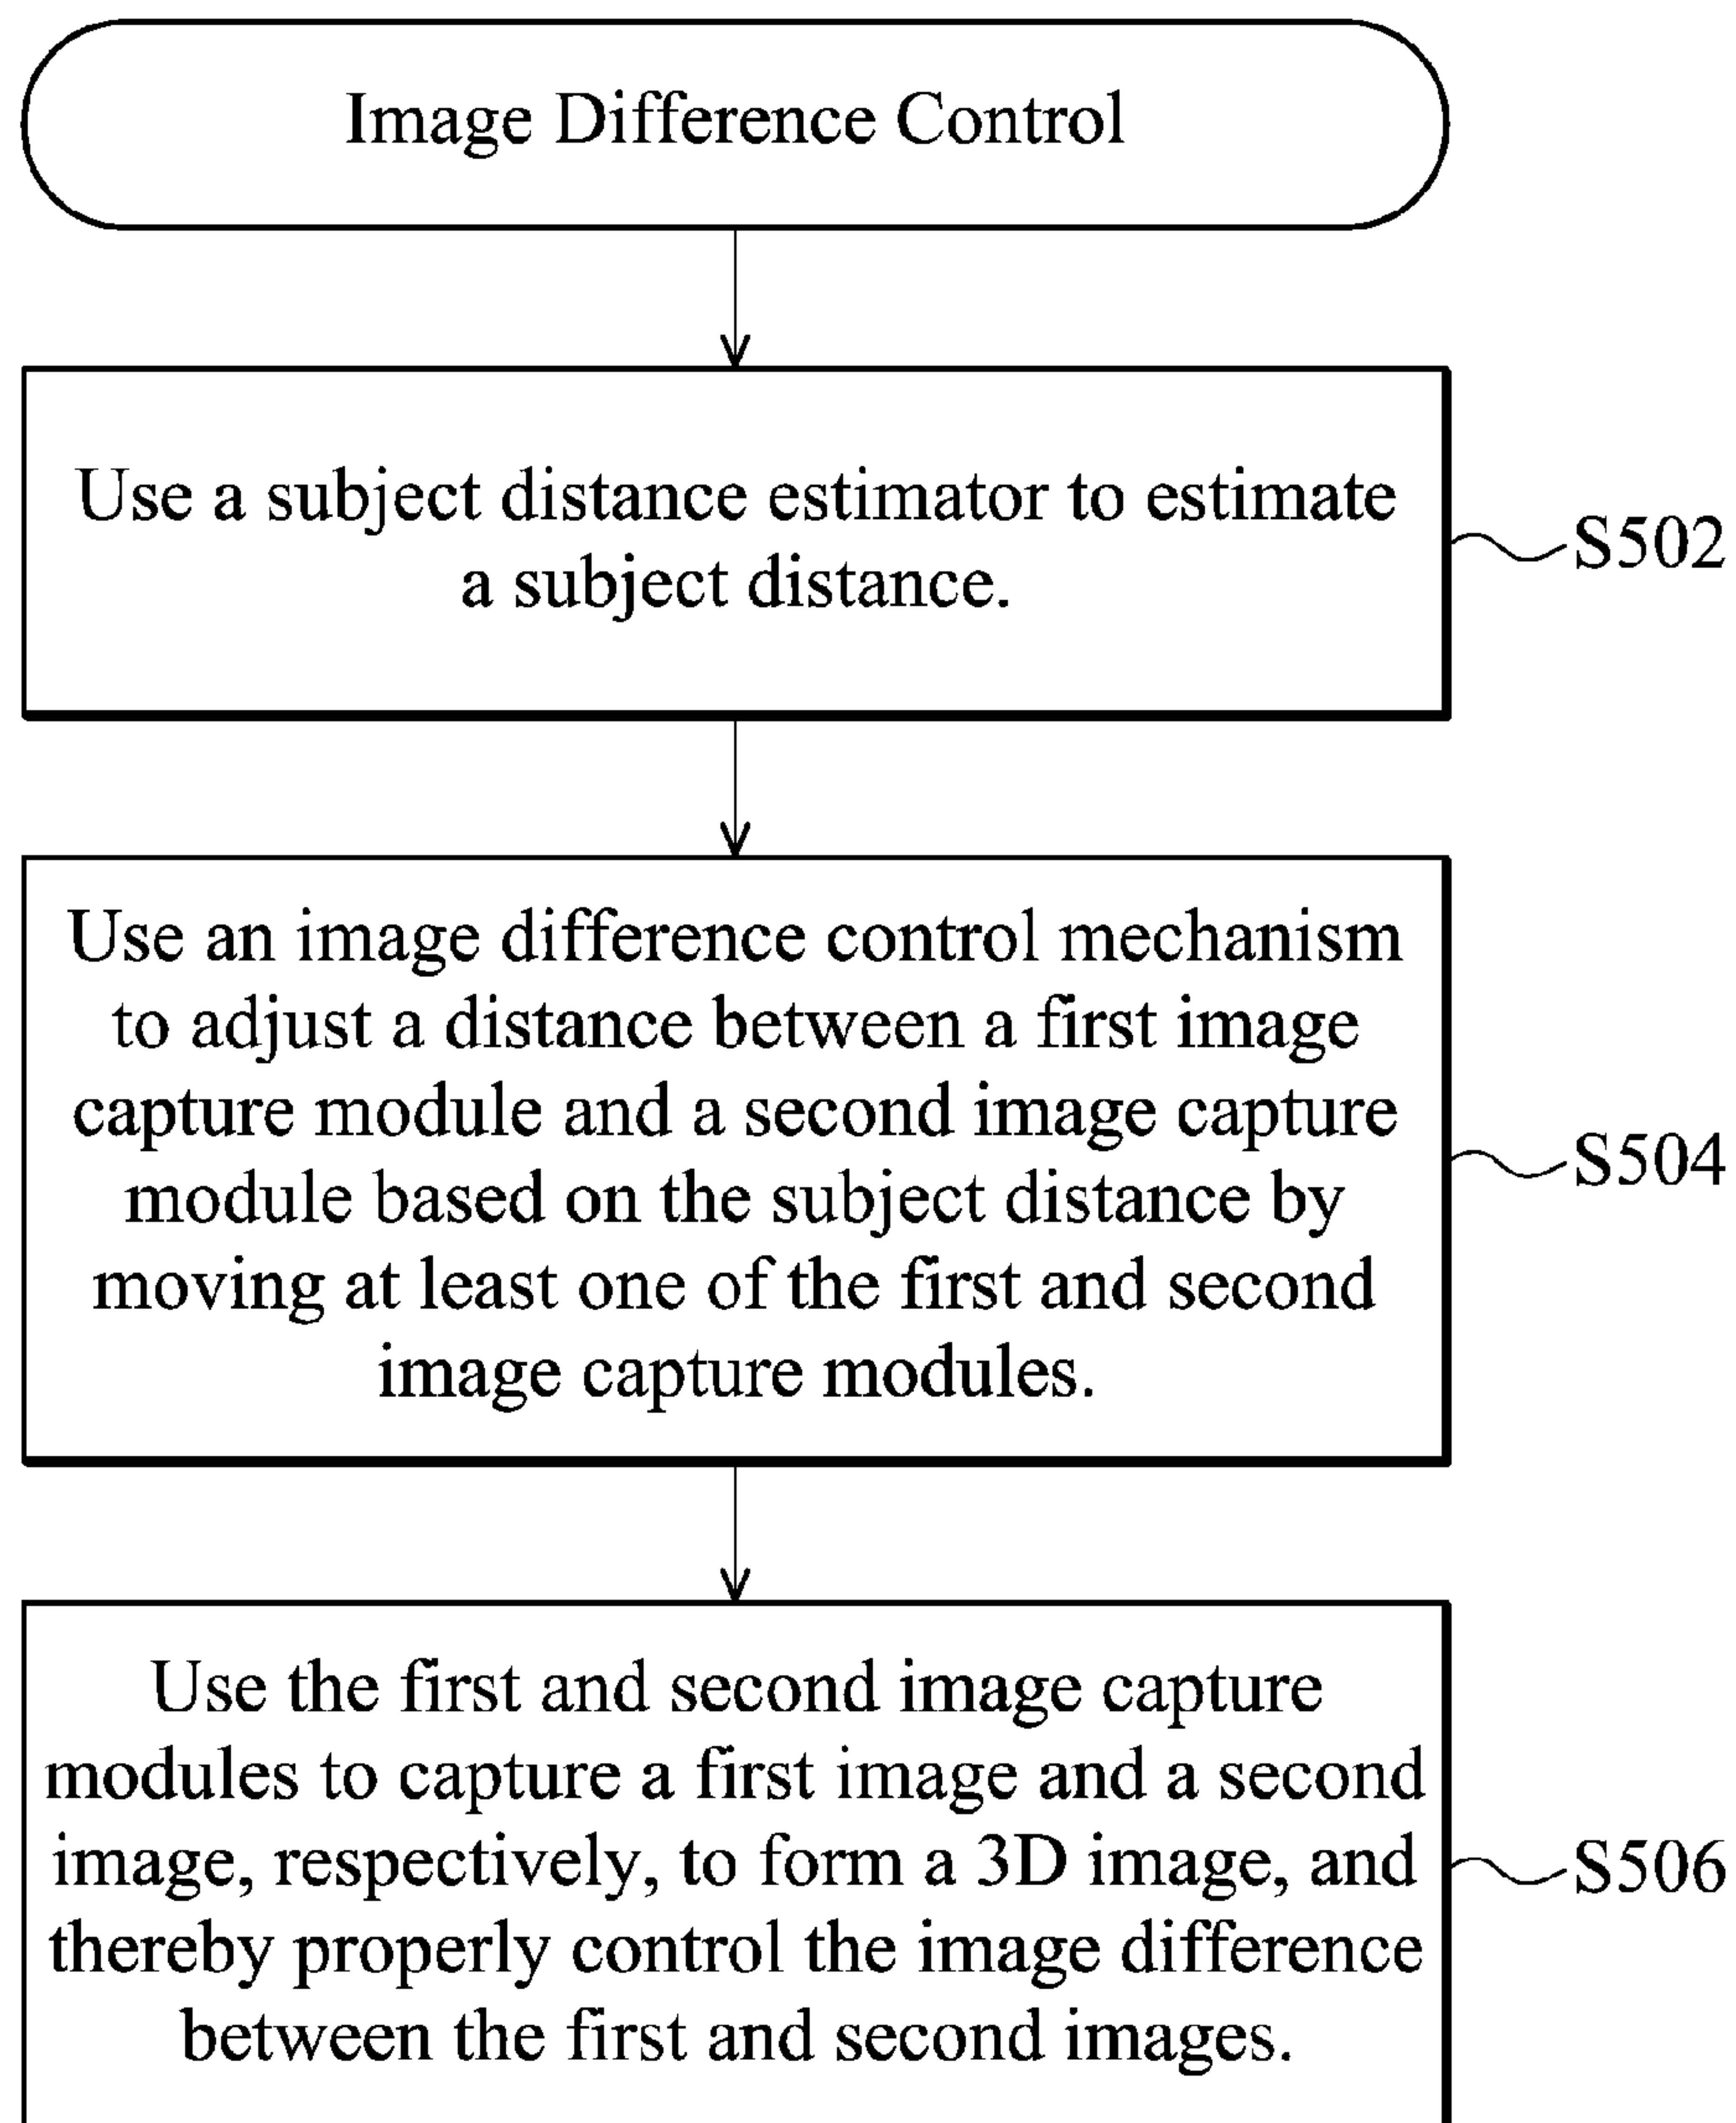 Image Difference Control
Use a subject distance estimator to estimate
a subject distance.
S502
Use an image difference control mechanism
to adjust a distance between a first image
capture module and a second image capture
module based on the subject distance by
moving at least one of the first and second
image capture modules.
S504
Use the first and second image capture
modules to capture a first image and a second
image, respectively, to form a 3D image, and
thereby properly control the image difference
between the first and second images.
S506